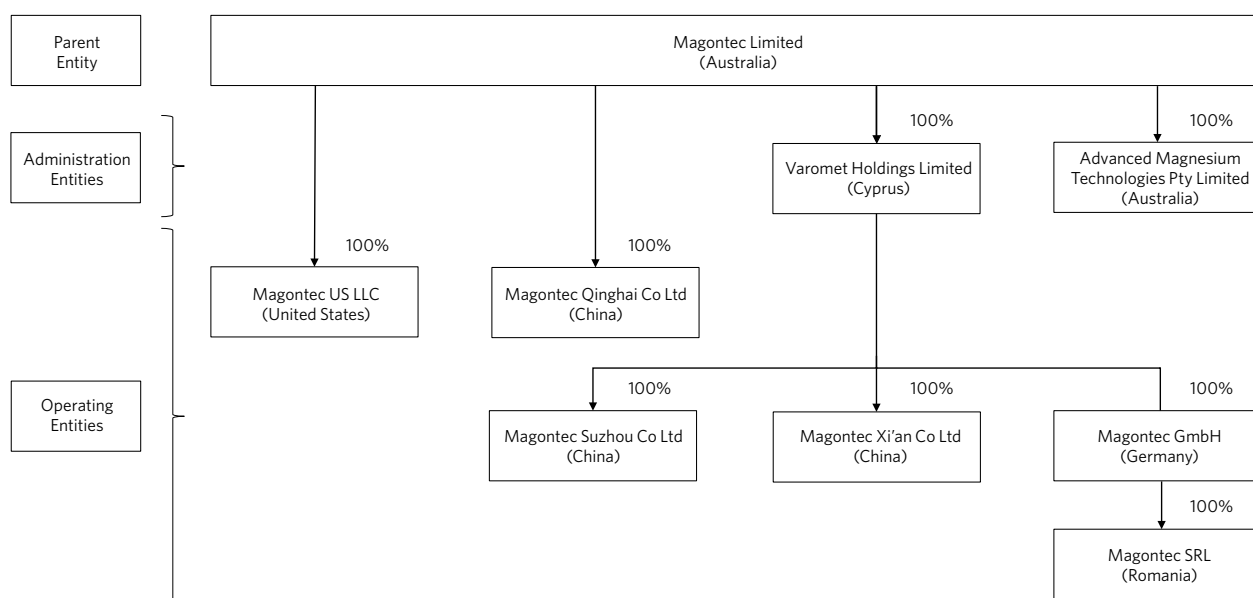 Parent
Entity
Magontec Limited
(Australia)
100%
100%
Administration
Entities
Varomet Holdings Limited
(Cyprus)
Advanced Magnesium
Technologies Pty Limited
(Australia)
100%
100%
Magontec US LLC
(United States)
Magontec Qinghai Co Ltd
(China)
100%
100%
100%
Operating
Entities
Magontec Suzhou Co Ltd
(China)
Magontec Xi'an Co Ltd
(China)
Magontec GmbH
(Germany)
100%
Magontec SRL
(Romania)